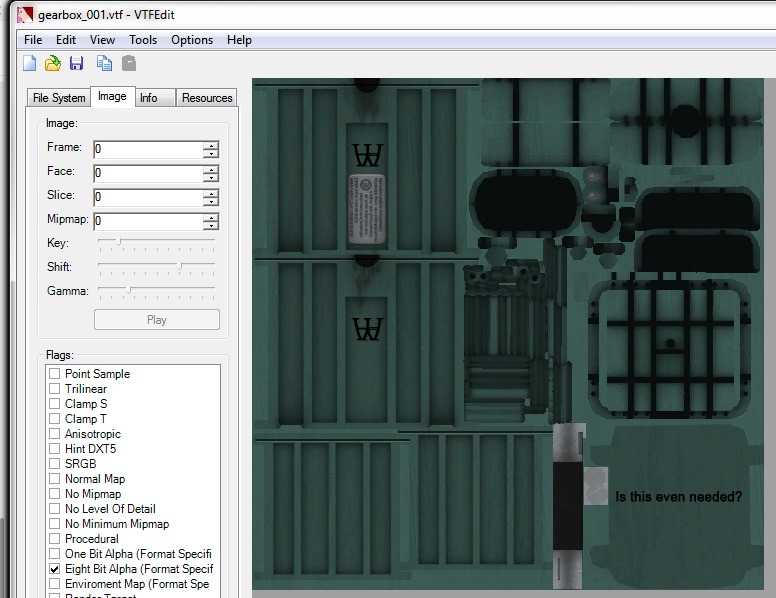 gearbox_001.vtf - VTFEdit
File Edit View Tools Options Help
File System Image Info Resources
Image:
Frame: 0
Face: 0
Slice: 0
Mipmap: 0
Key:
Shift:
Gamma:
Play
Flags:
Point Sample
Trilinear
Clamp S
Clamp T
Anisotropic
Hint DXT5
SRGB
Normal Map
No Mipmap
No Level Of Detail
No Minimum Mipmap
Procedural
One Bit Alpha (Format Specifi
Eight Bit Alpha (Format Specif
Enviroment Map (Format Spe
Render Target
Is this even needed?